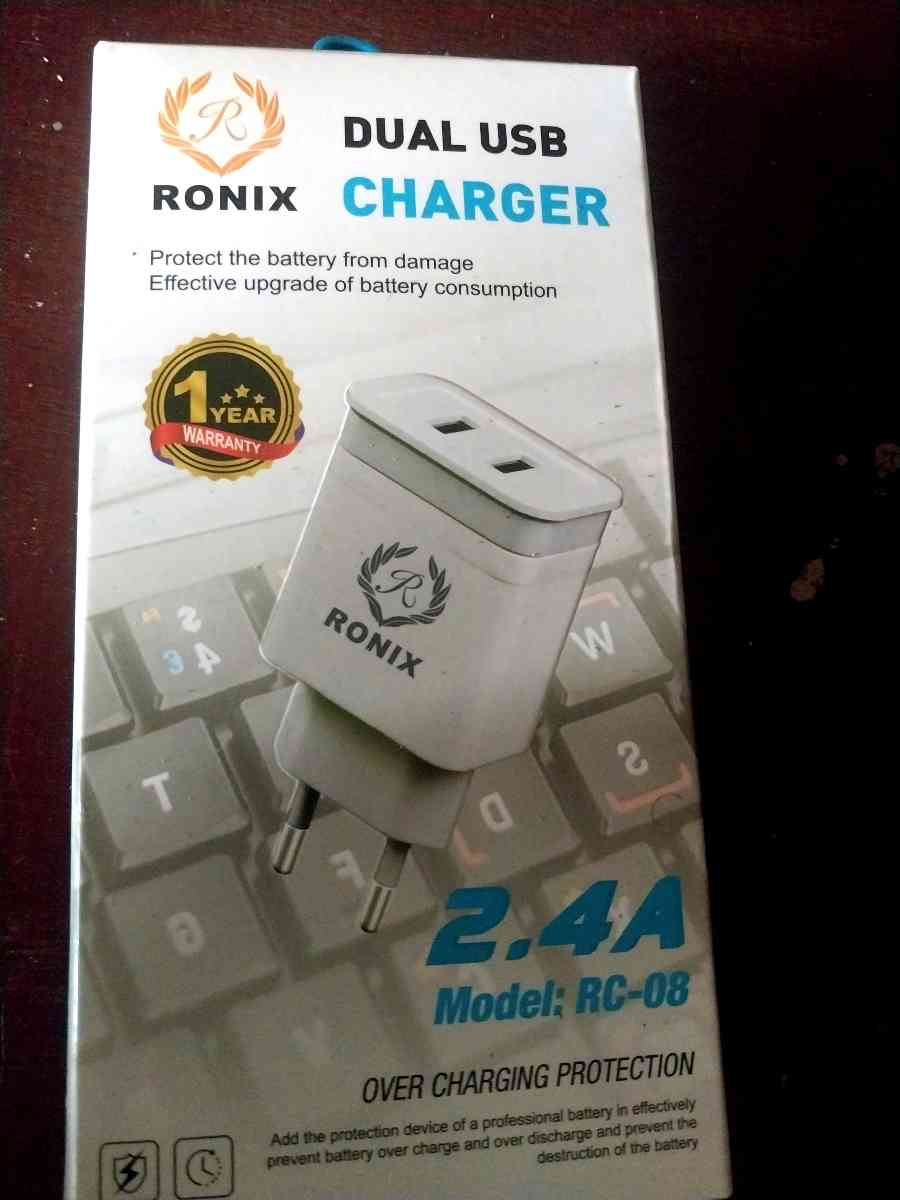 R
RONIX
DUAL USB
CHARGER
Protect the battery from damage
Effective upgrade of battery consumption
1
YEAR
WARRANTY
R
RONIX
S
4
€
W
T
S
D
F
G
2.4A
Model: RC-08
OVER CHARGING PROTECTION
Add the protection device of a professional battery in effectively
prevent battery over charge and over discharge and prevent the
destruction of the battery